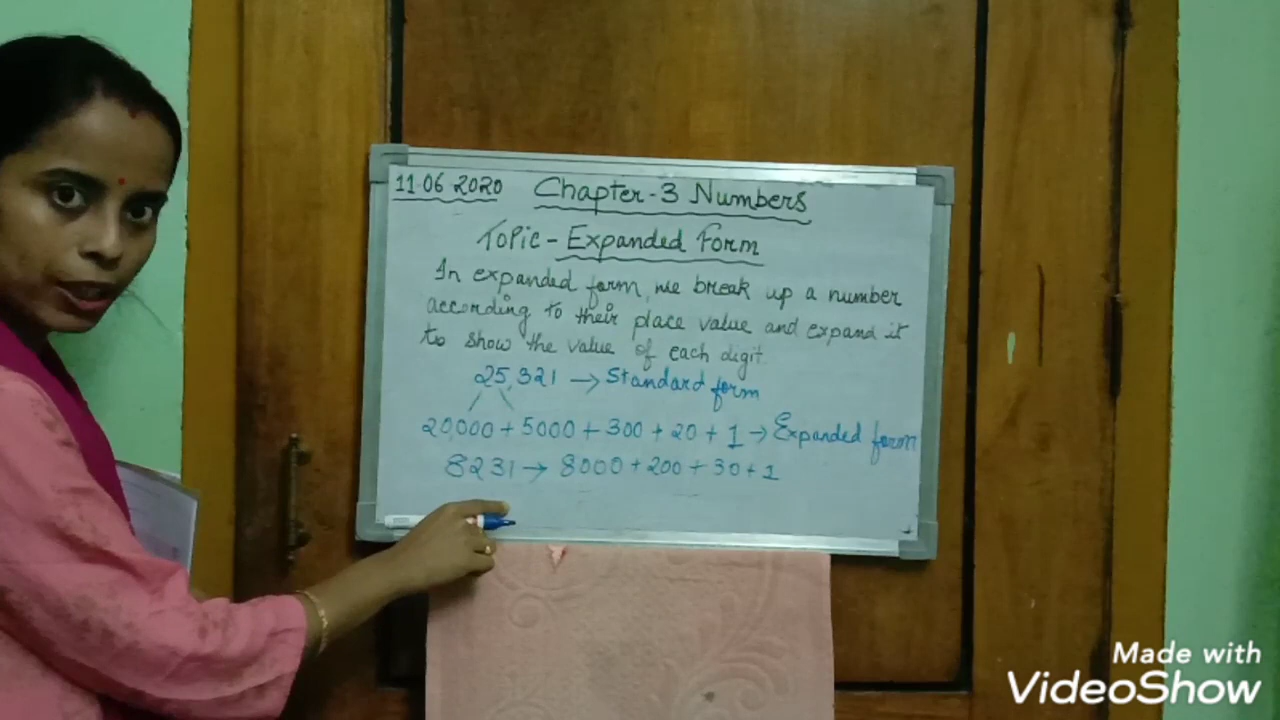 11.06 2020 Chapter-3 Numbers
Topic - Expanded Form
In expanded form, we break up a number
according to their place value and expand it
to show the value of each digit.
25,321 → Standard form
20,000 + 5000 + 300 + 20 + 1 → Expanded form
8231 → 8000 + 200 + 30 + 1
Made with
VideoShow